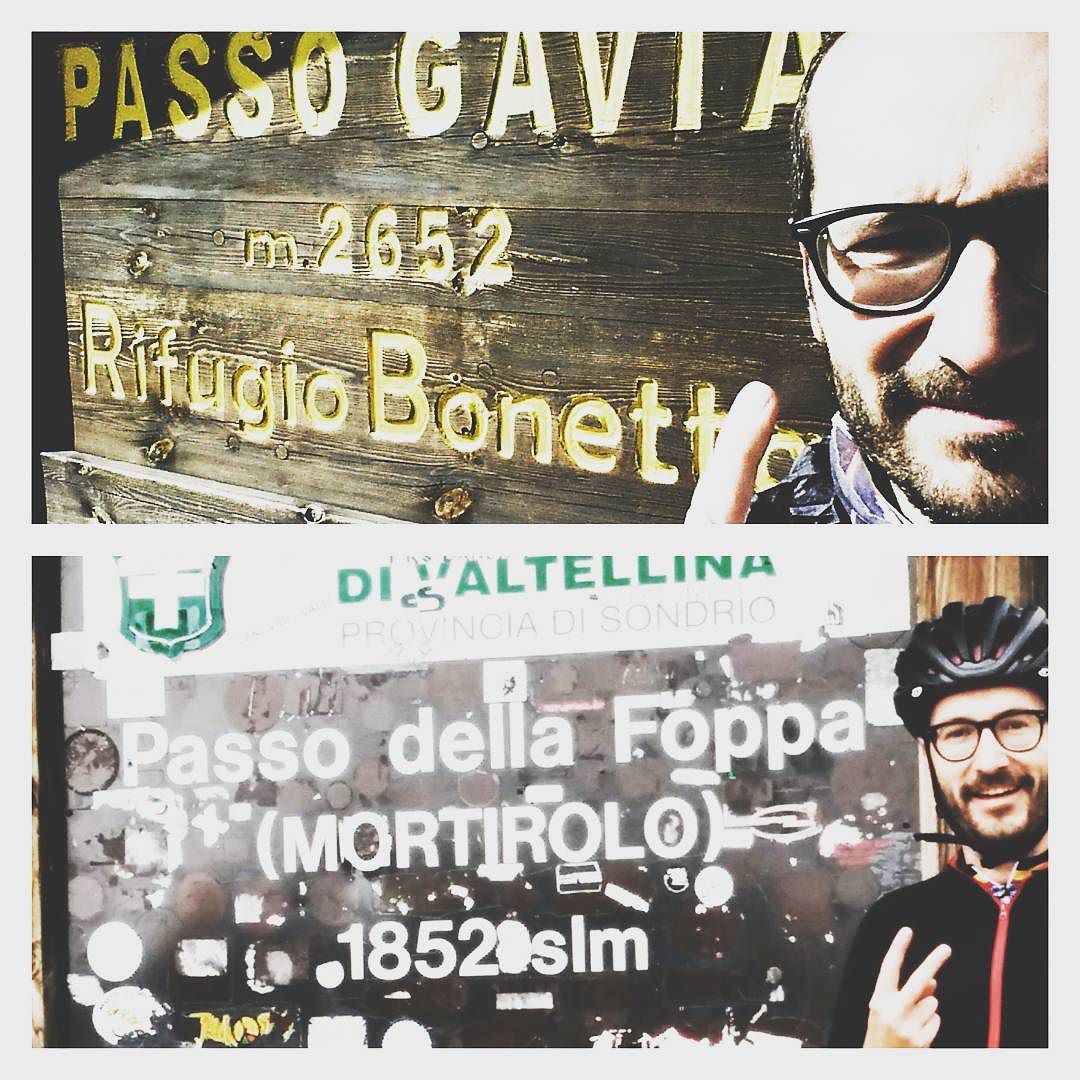 PASSO GAVIA
m.2652
Rifugio Bonetta
DI VALTELLINA
PROVINCIA DI SONDRIO
Passo della Foppa
(MORTIROLO)
1852 slm